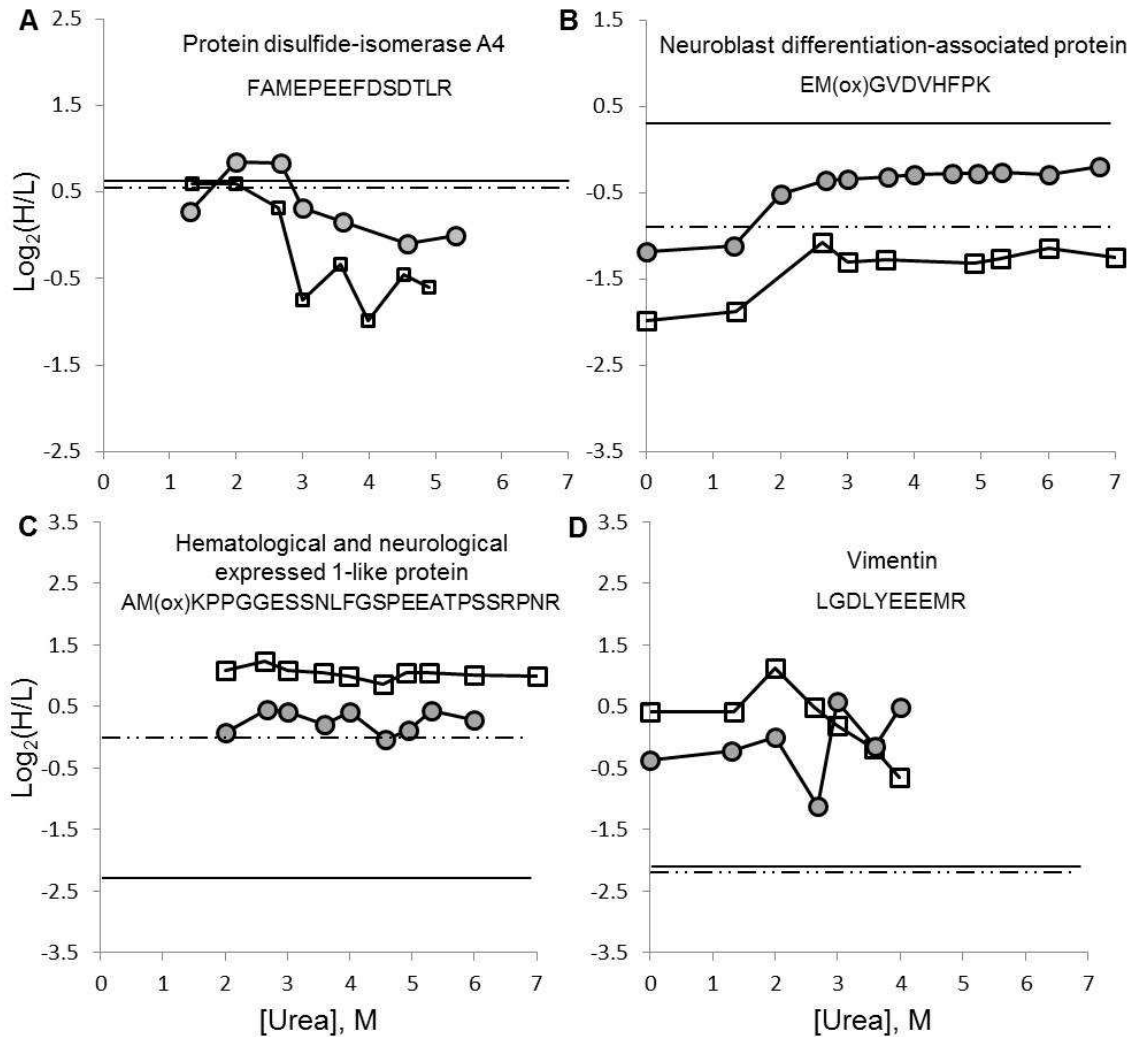 A
Protein disulfide-isomerase A4
FAMEPEEFDSDTLR
2.5
1.5
0.5
-0.5
-1.5
-2.5
0 1 2 3 4 5 6 7
Log₂(H/L)
B
Neuroblast differentiation-associated protein
EM(ox)GVDVHFPK
1.5
0.5
-0.5
-1.5
-2.5
-3.5
0 1 2 3 4 5 6 7
C
Hematological and neurological
expressed 1-like protein
AM(ox)KPPGGESSNLFGSPEEATPSSRPNR
3.5
2.5
1.5
0.5
-0.5
-1.5
-2.5
-3.5
0 1 2 3 4 5 6 7
Log₂(H/L)
[Urea], M
D
Vimentin
LGDLYEEEMR
3.5
2.5
1.5
0.5
-0.5
-1.5
-2.5
-3.5
0 1 2 3 4 5 6 7
[Urea], M